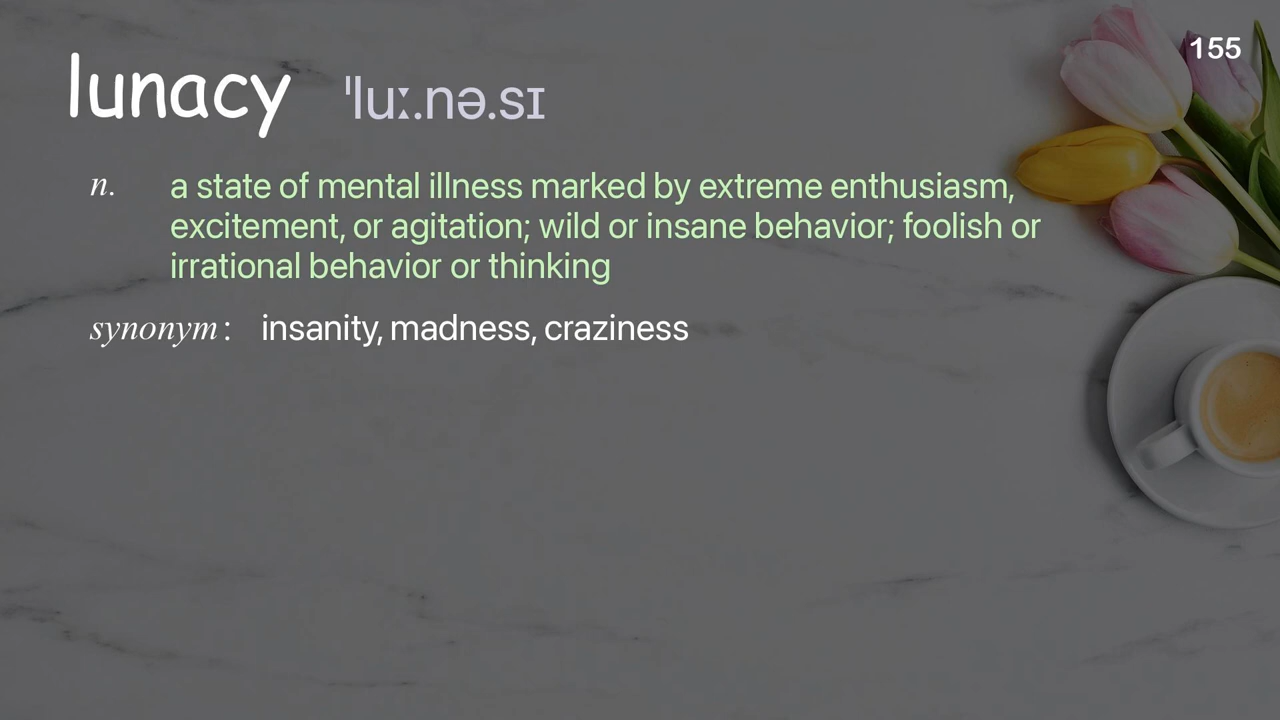 155
lunacy ˈluː.nə.sɪ
n. a state of mental illness marked by extreme enthusiasm,
excitement, or agitation; wild or insane behavior; foolish or
irrational behavior or thinking
synonym: insanity, madness, craziness